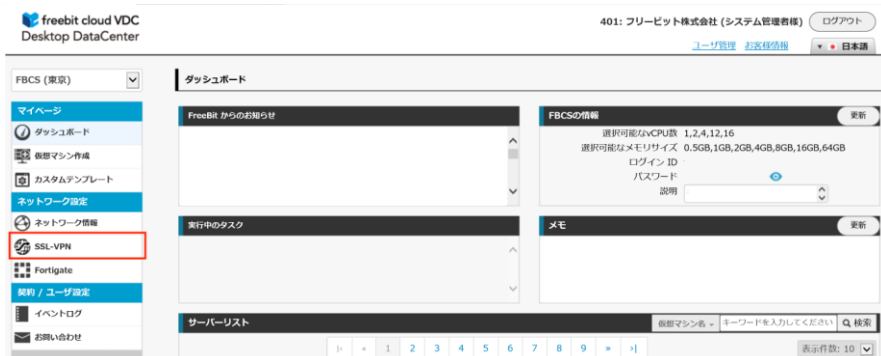 freebit cloud VDC
Desktop DataCenter
401: フリービット株式会社 (システム管理者様)
ログアウト
ユーザ管理
お客様情報
日本語
FBCS (東京)
ダッシュボード
マイページ
ダッシュボード
仮想マシン作成
カスタムテンプレート
ネットワーク設定
ネットワーク情報
SSL-VPN
Fortigate
契約 / ユーザ設定
イベントログ
お問い合わせ
FreeBit からのお知らせ
FBCSの情報
更新
選択可能なvCPU数 1,2,4,12,16
選択可能なメモリサイズ 0.5GB,1GB,2GB,4GB,8GB,16GB,64GB
ログイン ID
パスワード
説明
実行中のタスク
メモ
更新
サーバーリスト
仮想マシン名
キーワードを入力してください
検索
|« « 1 2 3 4 5 6 7 8 9 » »|
表示件数: 10